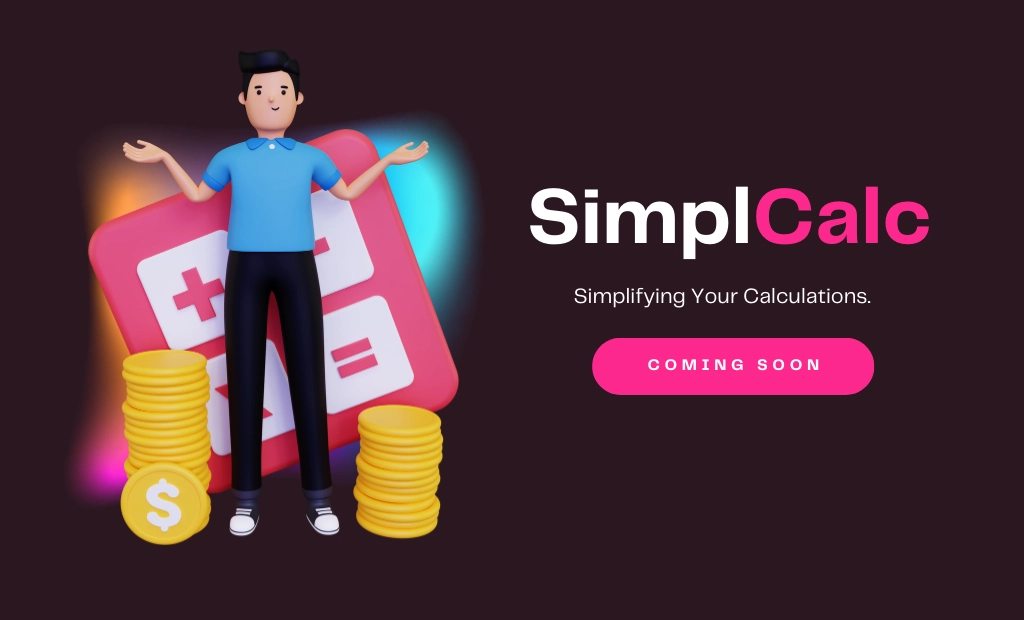 SimplCalc
Simplifying Your Calculations.
COMING SOON
+
-
=
$